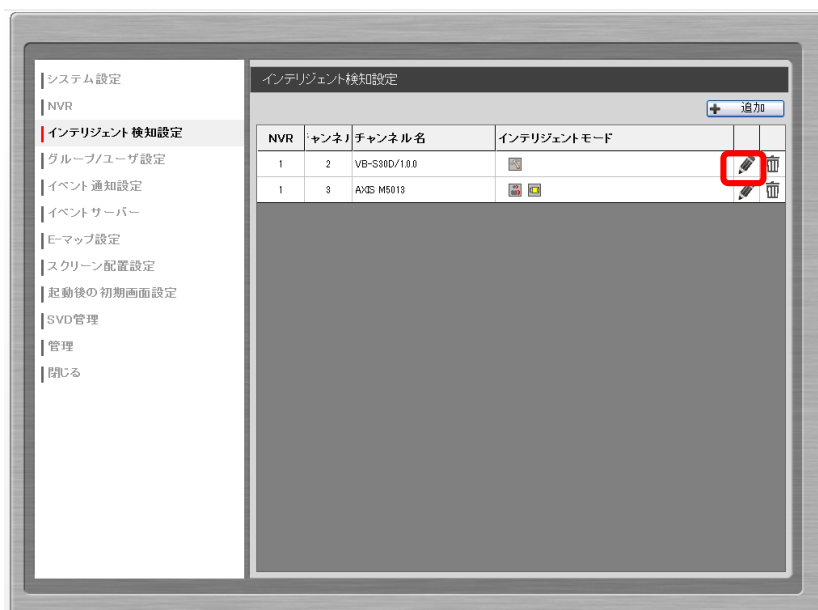 システム設定
NVR
インテリジェント検知設定
グループ/ユーザ設定
イベント通知設定
イベントサーバー
E-マップ設定
スクリーン配置設定
起動後の初期画面設定
SVD管理
管理
閉じる
インテリジェント検知設定
追加
NVR ャンネル チャンネル名 インテリジェントモード
1 2 VB-S30D/1.0.0
1 3 AXIS M5013